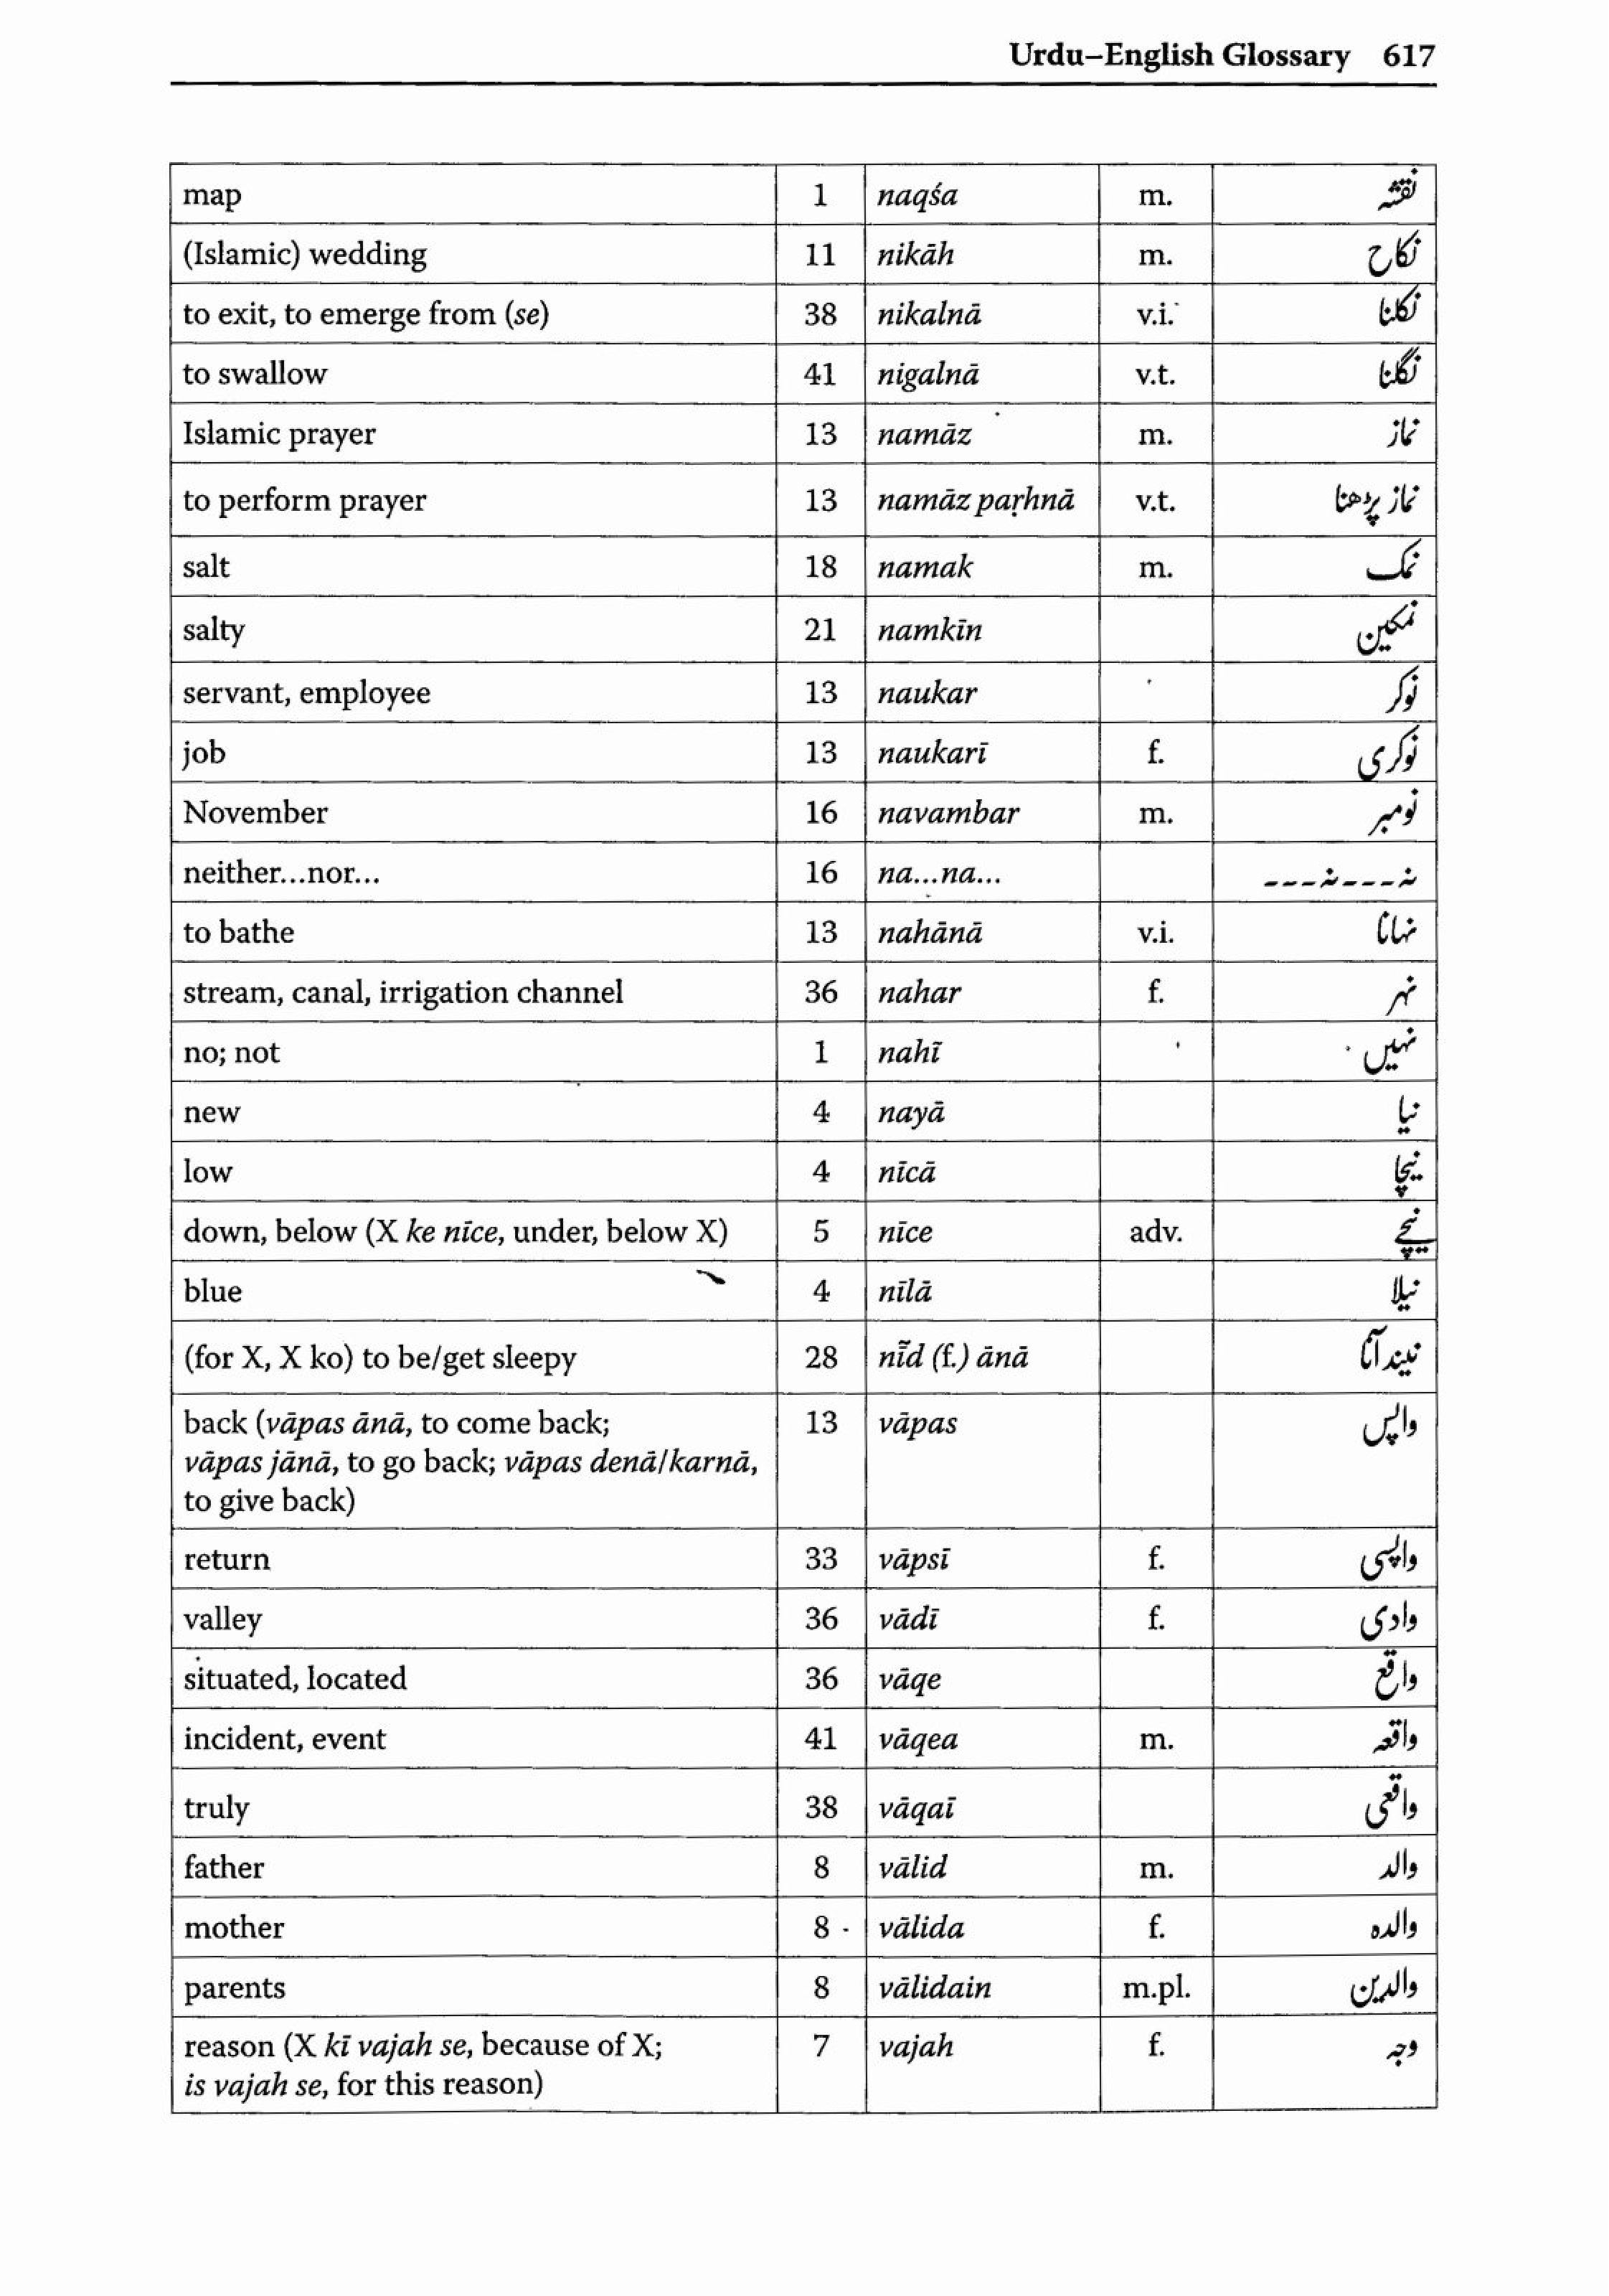 Urdu–English Glossary 617
map 1 naqśa m. نقشہ
(Islamic) wedding 11 nikāh m. نکاح
to exit, to emerge from (se) 38 nikalnā v.i. نکلنا
to swallow 41 nigalnā v.t. نگلنا
Islamic prayer 13 namāz m. نماز
to perform prayer 13 namāz paṛhnā v.t. نماز پڑھنا
salt 18 namak m. نمک
salty 21 namkīn نمکین
servant, employee 13 naukar نوکر
job 13 naukarī f. نوکری
November 16 navambar m. نومبر
neither...nor... 16 na...na... نہ---نہ---
to bathe 13 nahānā v.i. نہانا
stream, canal, irrigation channel 36 nahar f. نہر
no; not 1 nahī̃ نہیں
new 4 nayā نیا
low 4 nīcā نیچا
down, below (X ke nīce, under, below X) 5 nīce adv. نیچے
blue 4 nīlā نیلا
(for X, X ko) to be/get sleepy 28 nī̃d (f.) ānā نیند آنا
back (vāpas ānā, to come back; 13 vāpas واپس
vāpas jānā, to go back; vāpas denā/karnā,
to give back)
return 33 vāpsī f. واپسی
valley 36 vādī f. وادی
situated, located 36 vāqe واقع
incident, event 41 vāqea m. واقعہ
truly 38 vāqaī واقعی
father 8 vālid m. والد
mother 8 vālida f. والدہ
parents 8 vālidain m.pl. والدین
reason (X kī vajah se, because of X; 7 vajah f. وجہ
is vajah se, for this reason)